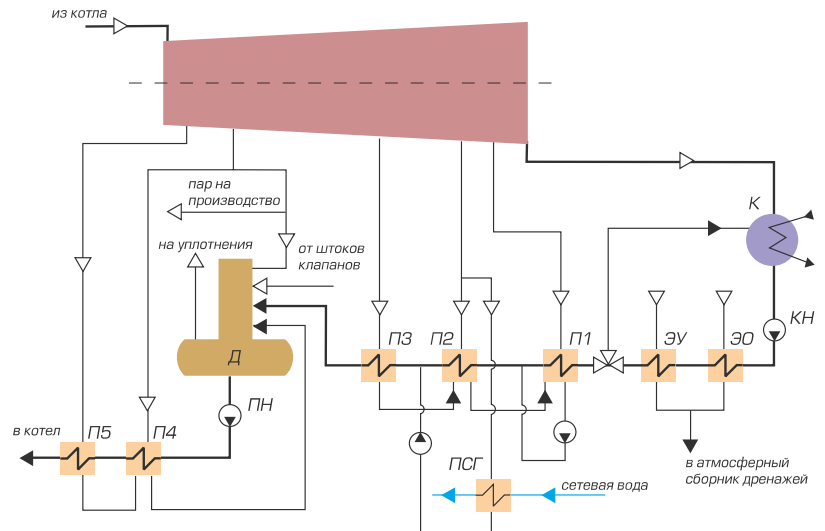 из котла
пар на
производство
К
на уплотнения
от штоков
клапанов
КН
П3
П2
П1
ЭУ
ЭО
Д
ПН
в котел
П5
П4
ПСГ
сетевая вода
в атмосферный
сборник дренажей